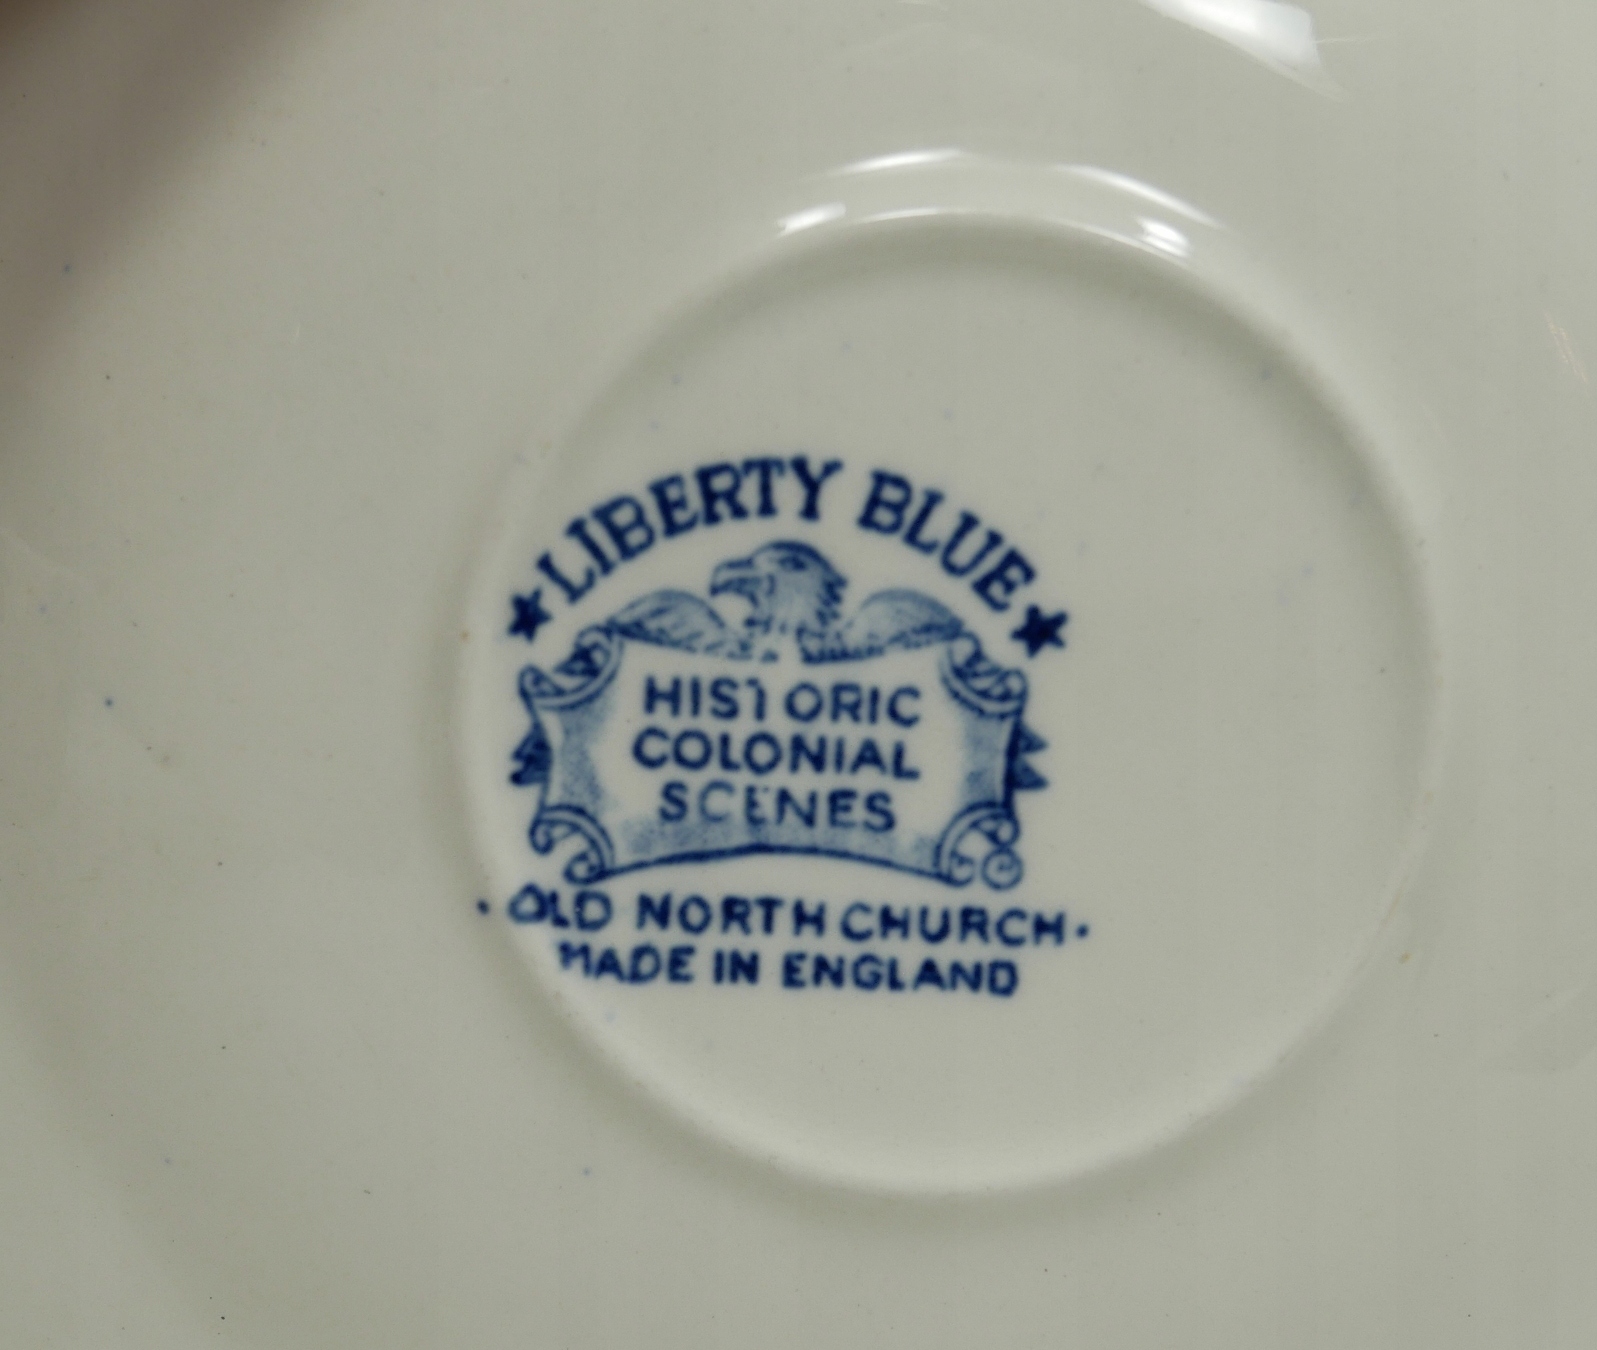 ★ LIBERTY BLUE ★
HISTORIC
COLONIAL
SCENES
· OLD NORTH CHURCH ·
MADE IN ENGLAND